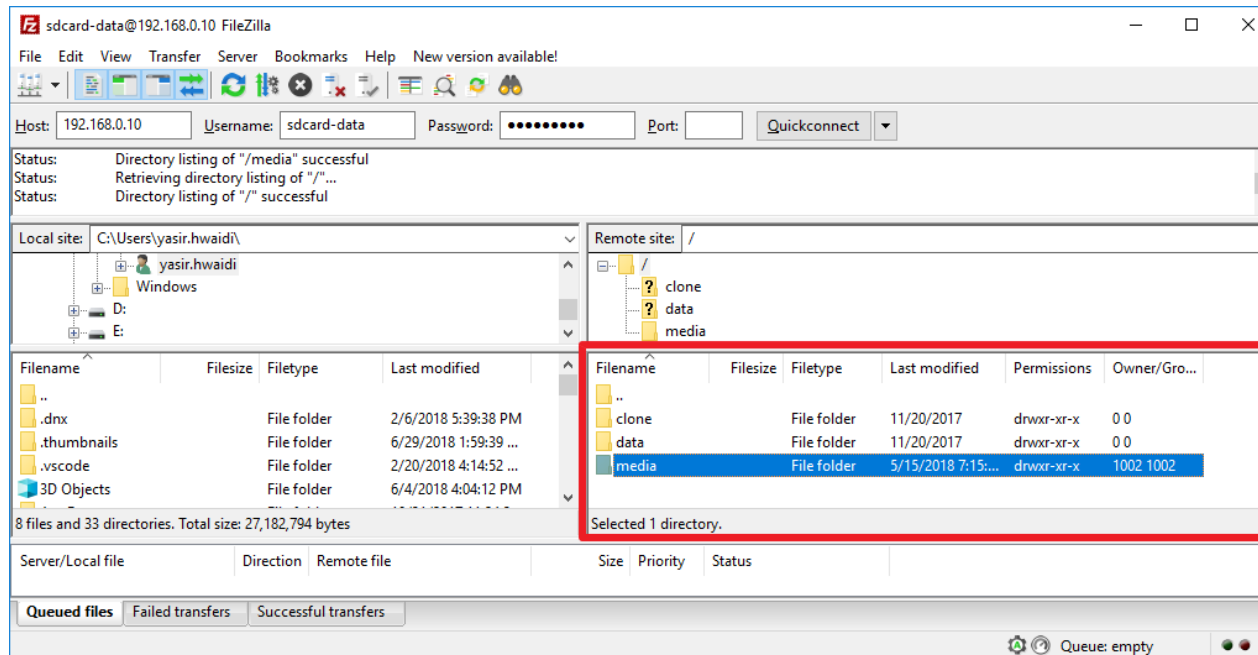 sdcard-data@192.168.0.10 FileZilla
File Edit View Transfer Server Bookmarks Help New version available!
Host: 192.168.0.10 Username: sdcard-data Password: ●●●●●●●●● Port: Quickconnect
Status: Directory listing of "/media" successful
Status: Retrieving directory listing of "/"...
Status: Directory listing of "/" successful
Local site: C:\Users\yasir.hwaidi\
yasir.hwaidi
Windows
D:
E:
Remote site: /
/
? clone
? data
media
Filename Filesize Filetype Last modified
..
.dnx File folder 2/6/2018 5:39:38 PM
.thumbnails File folder 6/29/2018 1:59:39 ...
.vscode File folder 2/20/2018 4:14:52 ...
3D Objects File folder 6/4/2018 4:04:12 PM
8 files and 33 directories. Total size: 27,182,794 bytes
Filename Filesize Filetype Last modified Permissions Owner/Gro...
..
clone File folder 11/20/2017 drwxr-xr-x 0 0
data File folder 11/20/2017 drwxr-xr-x 0 0
media File folder 5/15/2018 7:15:... drwxr-xr-x 1002 1002
Selected 1 directory.
Server/Local file Direction Remote file Size Priority Status
Queued files Failed transfers Successful transfers
Queue: empty